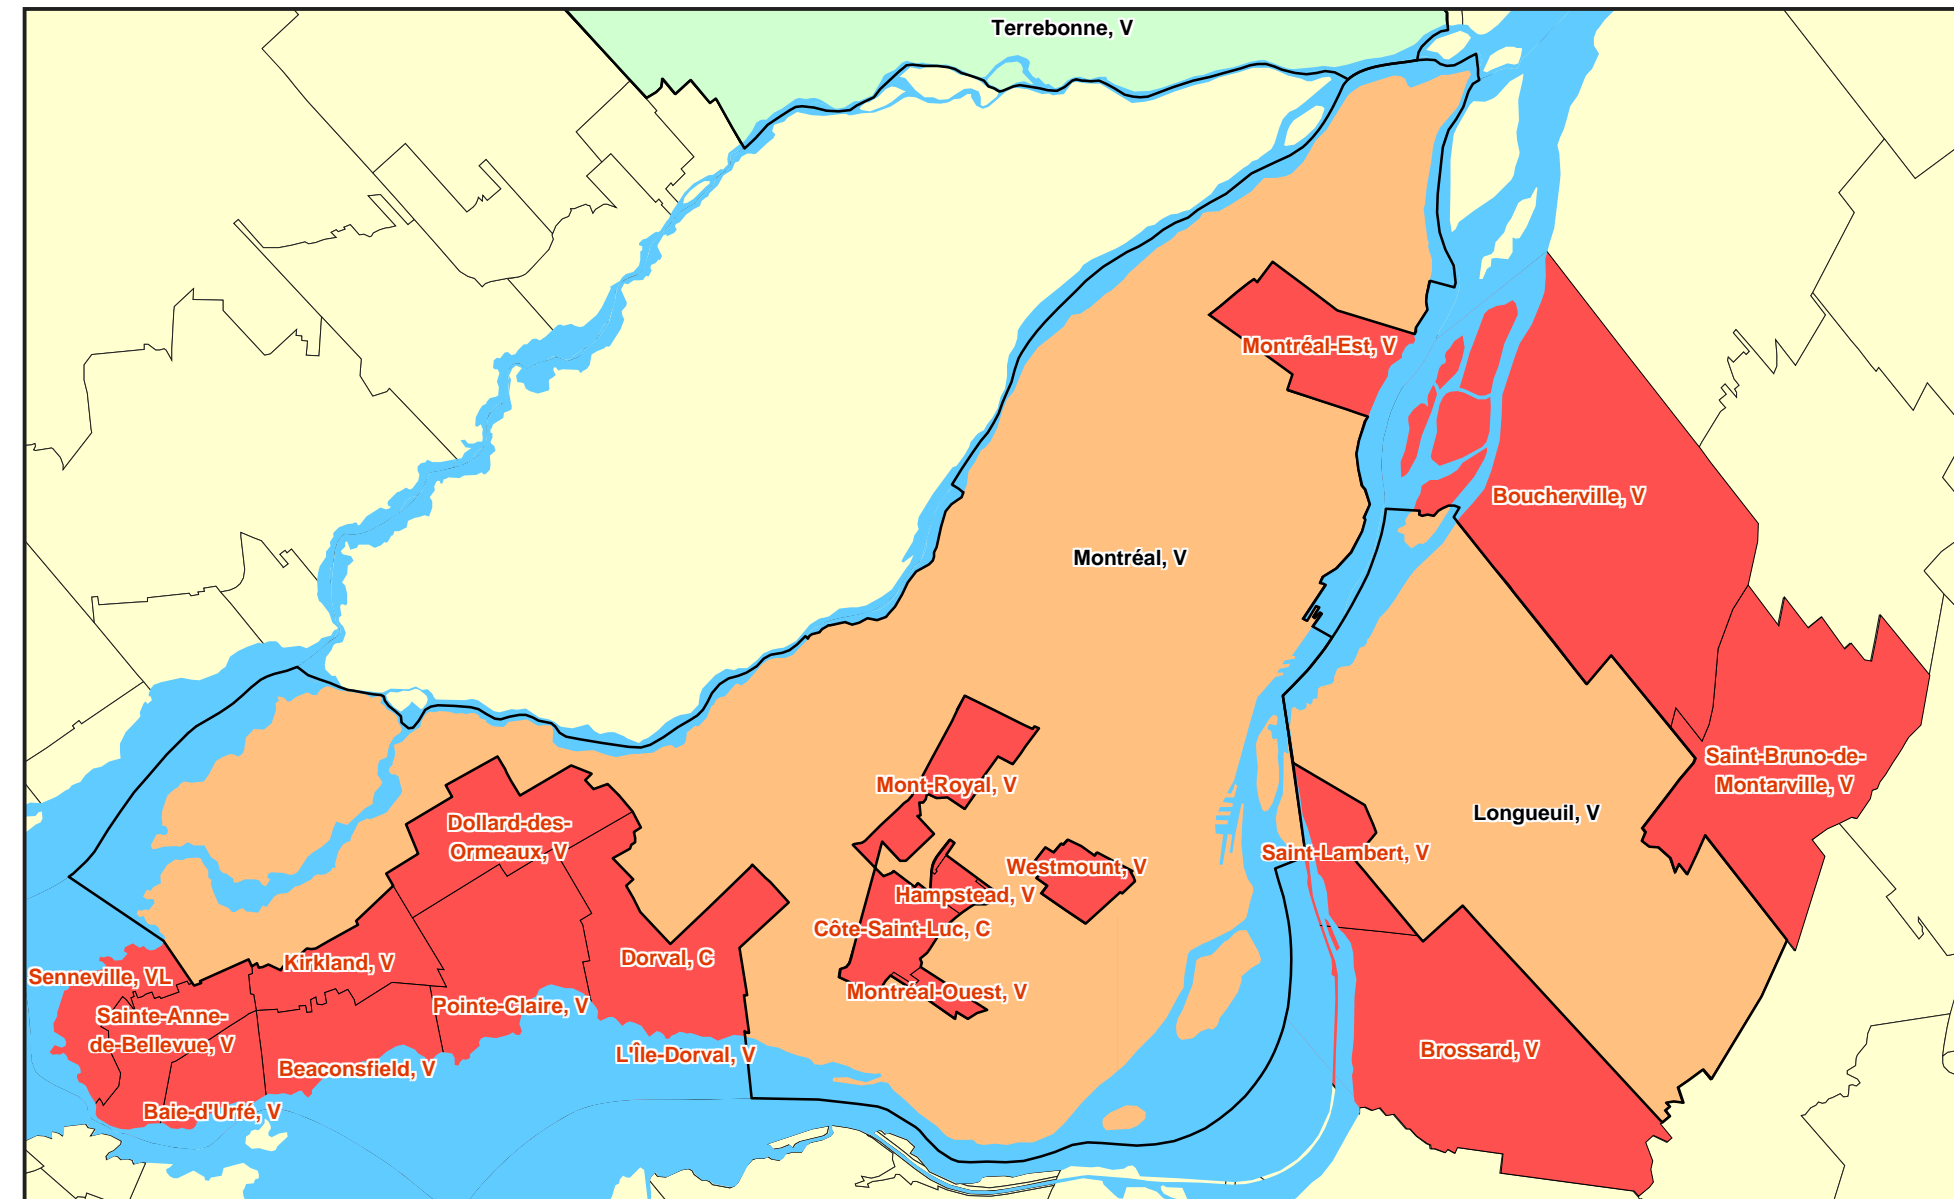 Terrebonne, V
Montréal-Est, V
Boucherville, V
Montréal, V
Saint-Bruno-de-
Montarville, V
Mont-Royal, V
Longueuil, V
Dollard-des-
Ormeaux, V
Saint-Lambert, V
Westmount, V
Hampstead, V
Côte-Saint-Luc, C
Dorval, C
Kirkland, V
Senneville, VL
Montréal-Ouest, V
Pointe-Claire, V
Sainte-Anne-
de-Bellevue, V
Brossard, V
L'Île-Dorval, V
Beaconsfield, V
Baie-d'Urfé, V